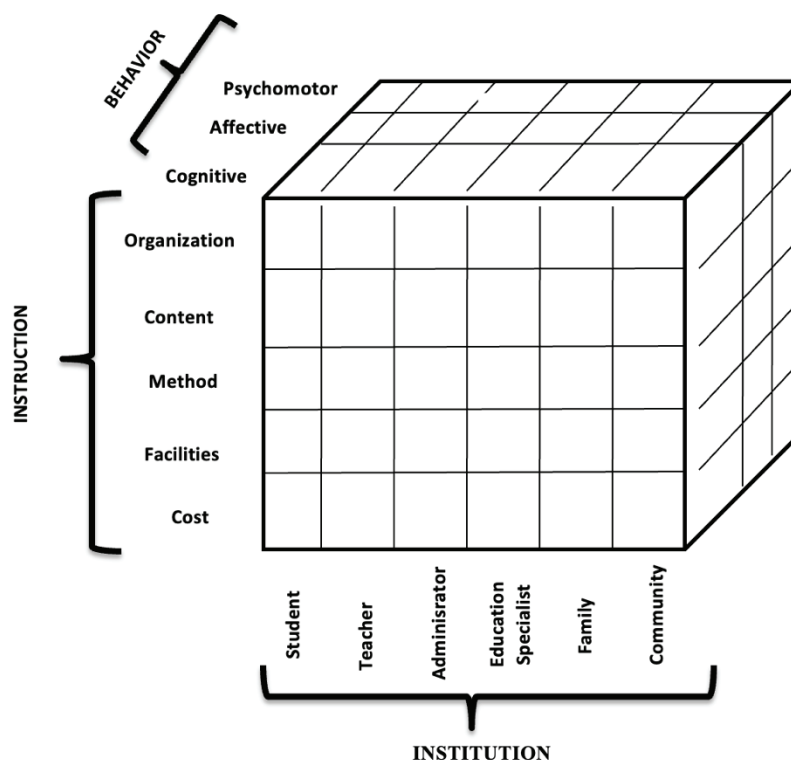 BEHAVIOR
Psychomotor
Affective
Cognitive
INSTRUCTION
Organization
Content
Method
Facilities
Cost
Student
Teacher
Adminisrator
Education
Specialist
Family
Community
INSTITUTION